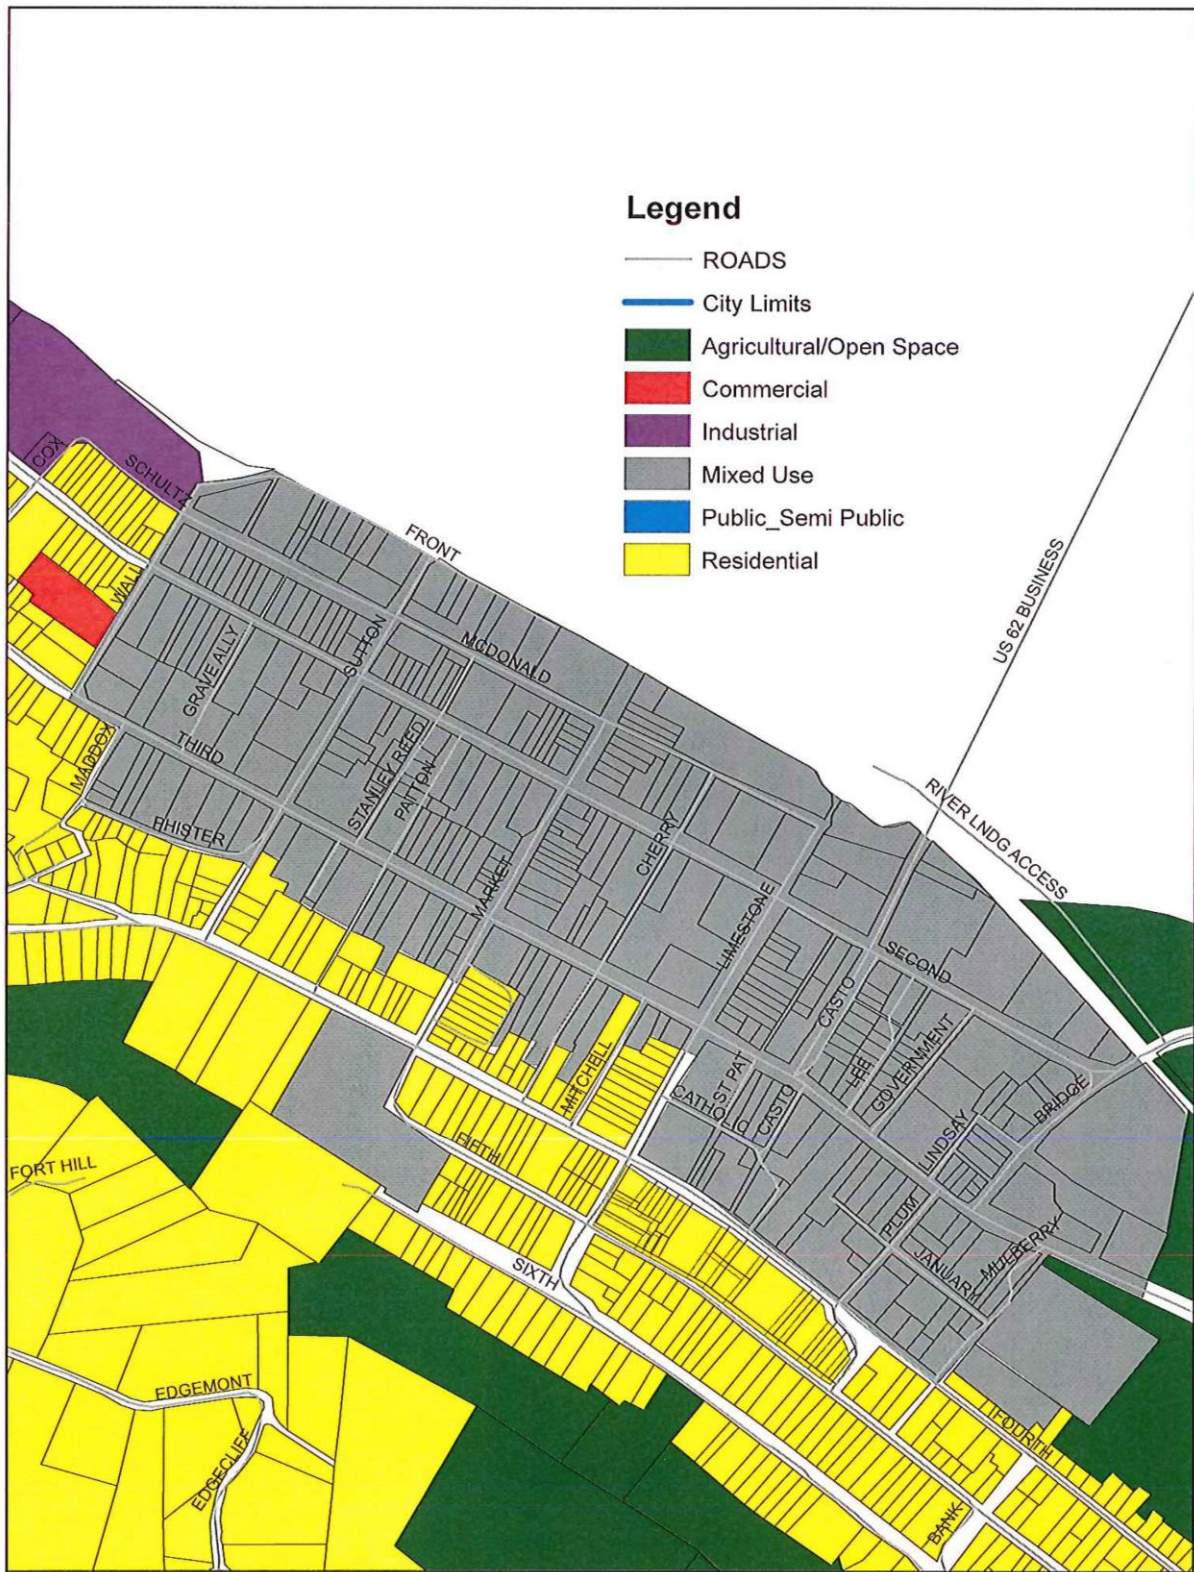 Legend
ROADS
City Limits
Agricultural/Open Space
Commercial
Industrial
Mixed Use
Public_Semi Public
Residential
COX
SCHULTZ
FRONT
US 62 BUSINESS
WALL
SUTTON
MCDONALD
GRAVE ALLY
THIRD
STANLEY REED
PATTON
MADDOX
PHISTER
MARKET
CHERRY
LIMESTONE
RIVER LNDG ACCESS
SECOND
CASTO
LEE
GOVERNMENT
MITCHELL
ST PAT
CATHO
CASTO
BRIDGE
LINDSAY
FIFTH
FORT HILL
PLUM
MULBERRY
JANUARY
SIXTH
EDGEMONT
EDGECLIFF
FOURTH
BANK